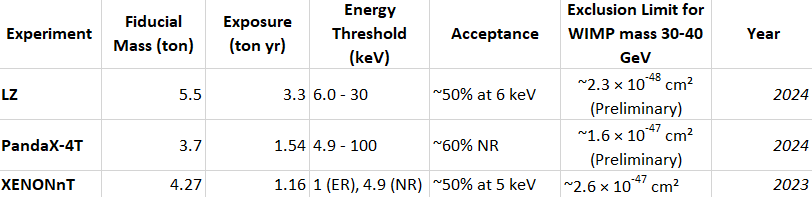 Experiment Fiducial Mass (ton) Exposure (ton yr) Energy Threshold (keV) Acceptance Exclusion Limit for WIMP mass 30-40 GeV Year
LZ 5.5 3.3 6.0 - 30 ~50% at 6 keV ~2.3 × 10⁻⁴⁸ cm² (Preliminary) 2024
PandaX-4T 3.7 1.54 4.9 - 100 ~60% NR ~1.6 × 10⁻⁴⁷ cm² (Preliminary) 2024
XENONnT 4.27 1.16 1 (ER), 4.9 (NR) ~50% at 5 keV ~2.6 × 10⁻⁴⁷ cm² 2023